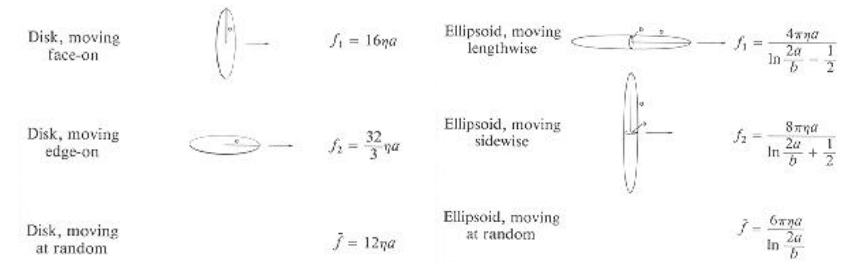 Disk, moving
face-on
f₁ = 16ηa
Disk, moving
edge-on
f₂ = 32/3 ηa
Disk, moving
at random
f̄ = 12ηa
Ellipsoid, moving
lengthwise
b a
f₁ = 4πηa / (ln 2a/b − 1/2)
Ellipsoid, moving
sidewise
f₂ = 8πηa / (ln 2a/b + 1/2)
Ellipsoid, moving
at random
f̄ = 6πηa / ln 2a/b